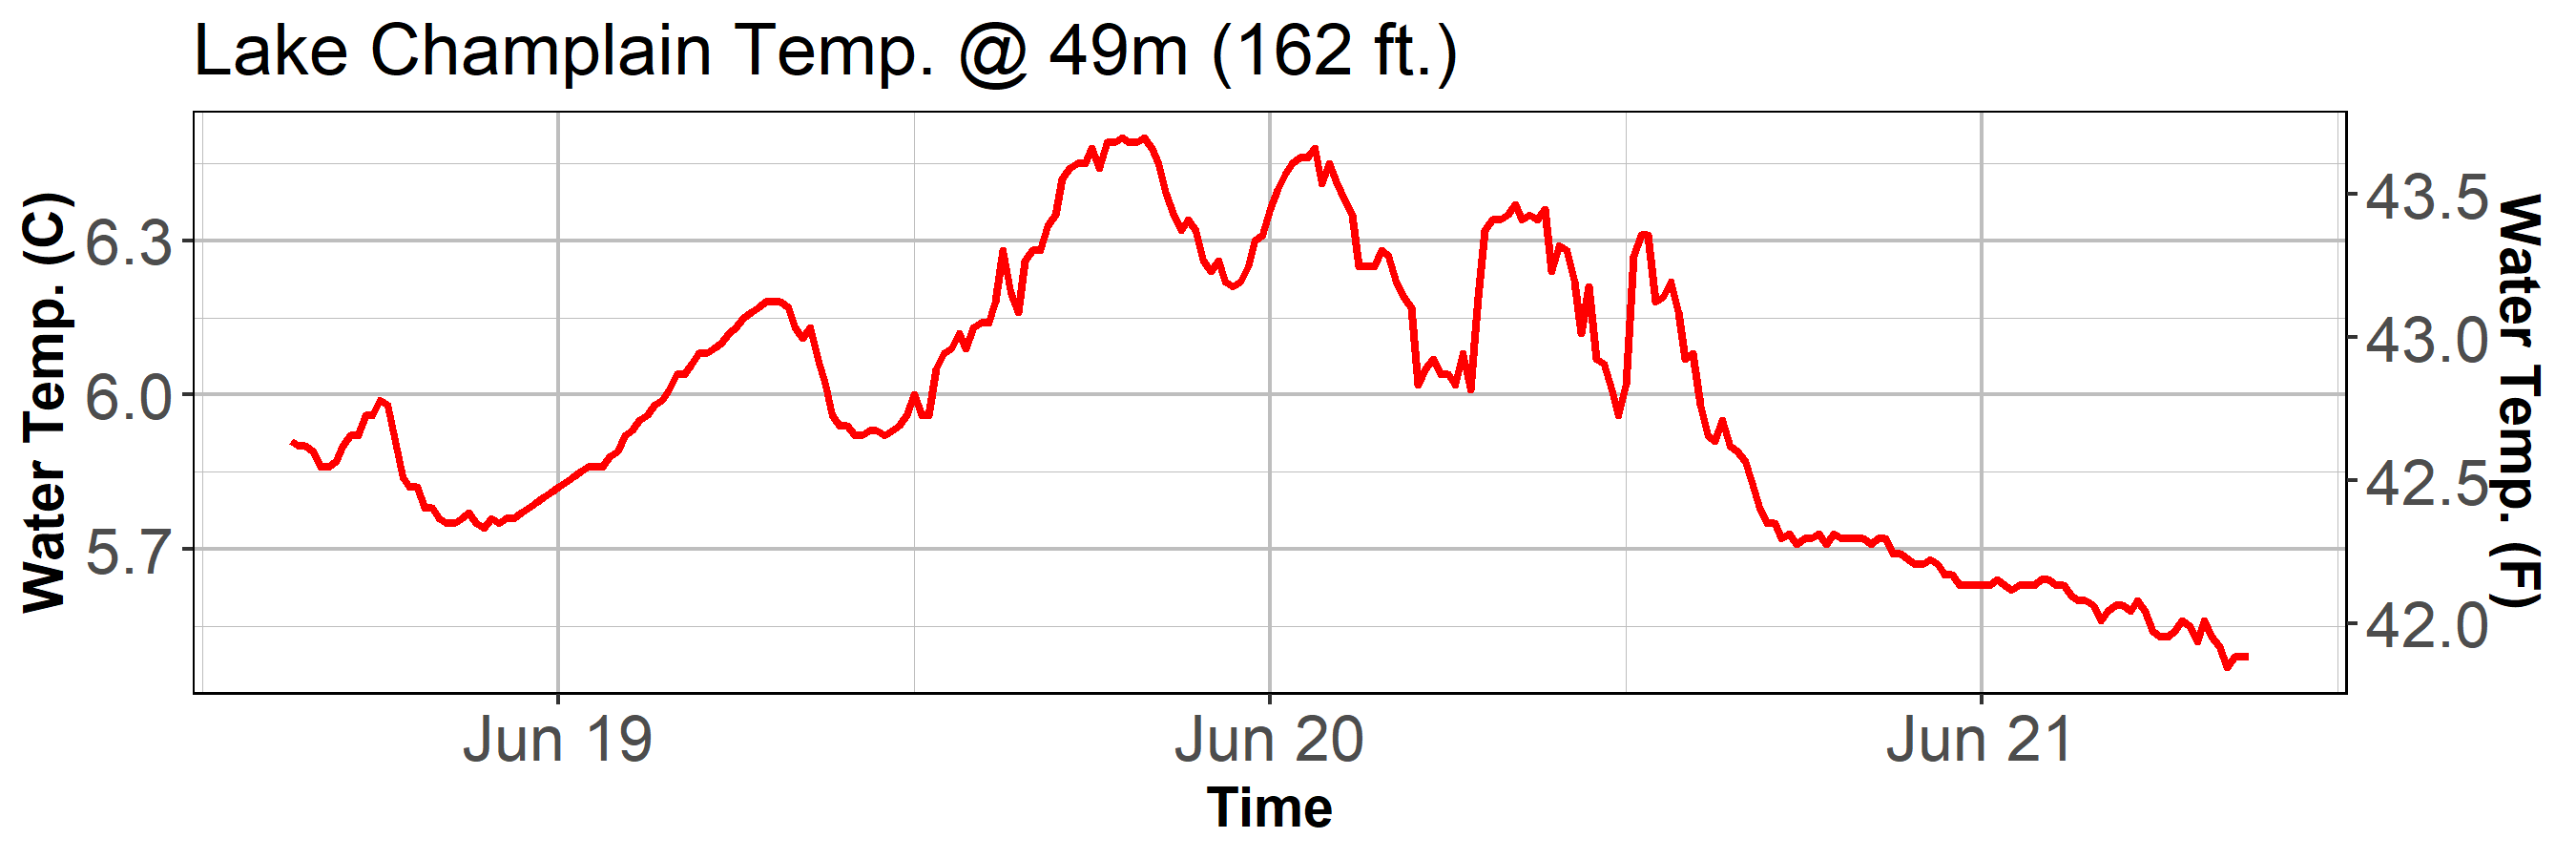 Lake Champlain Temp. @ 49m (162 ft.)
Water Temp. (C)
6.3
6.0
5.7
43.5
43.0
42.5
42.0
Water Temp. (F)
Jun 19
Jun 20
Jun 21
Time